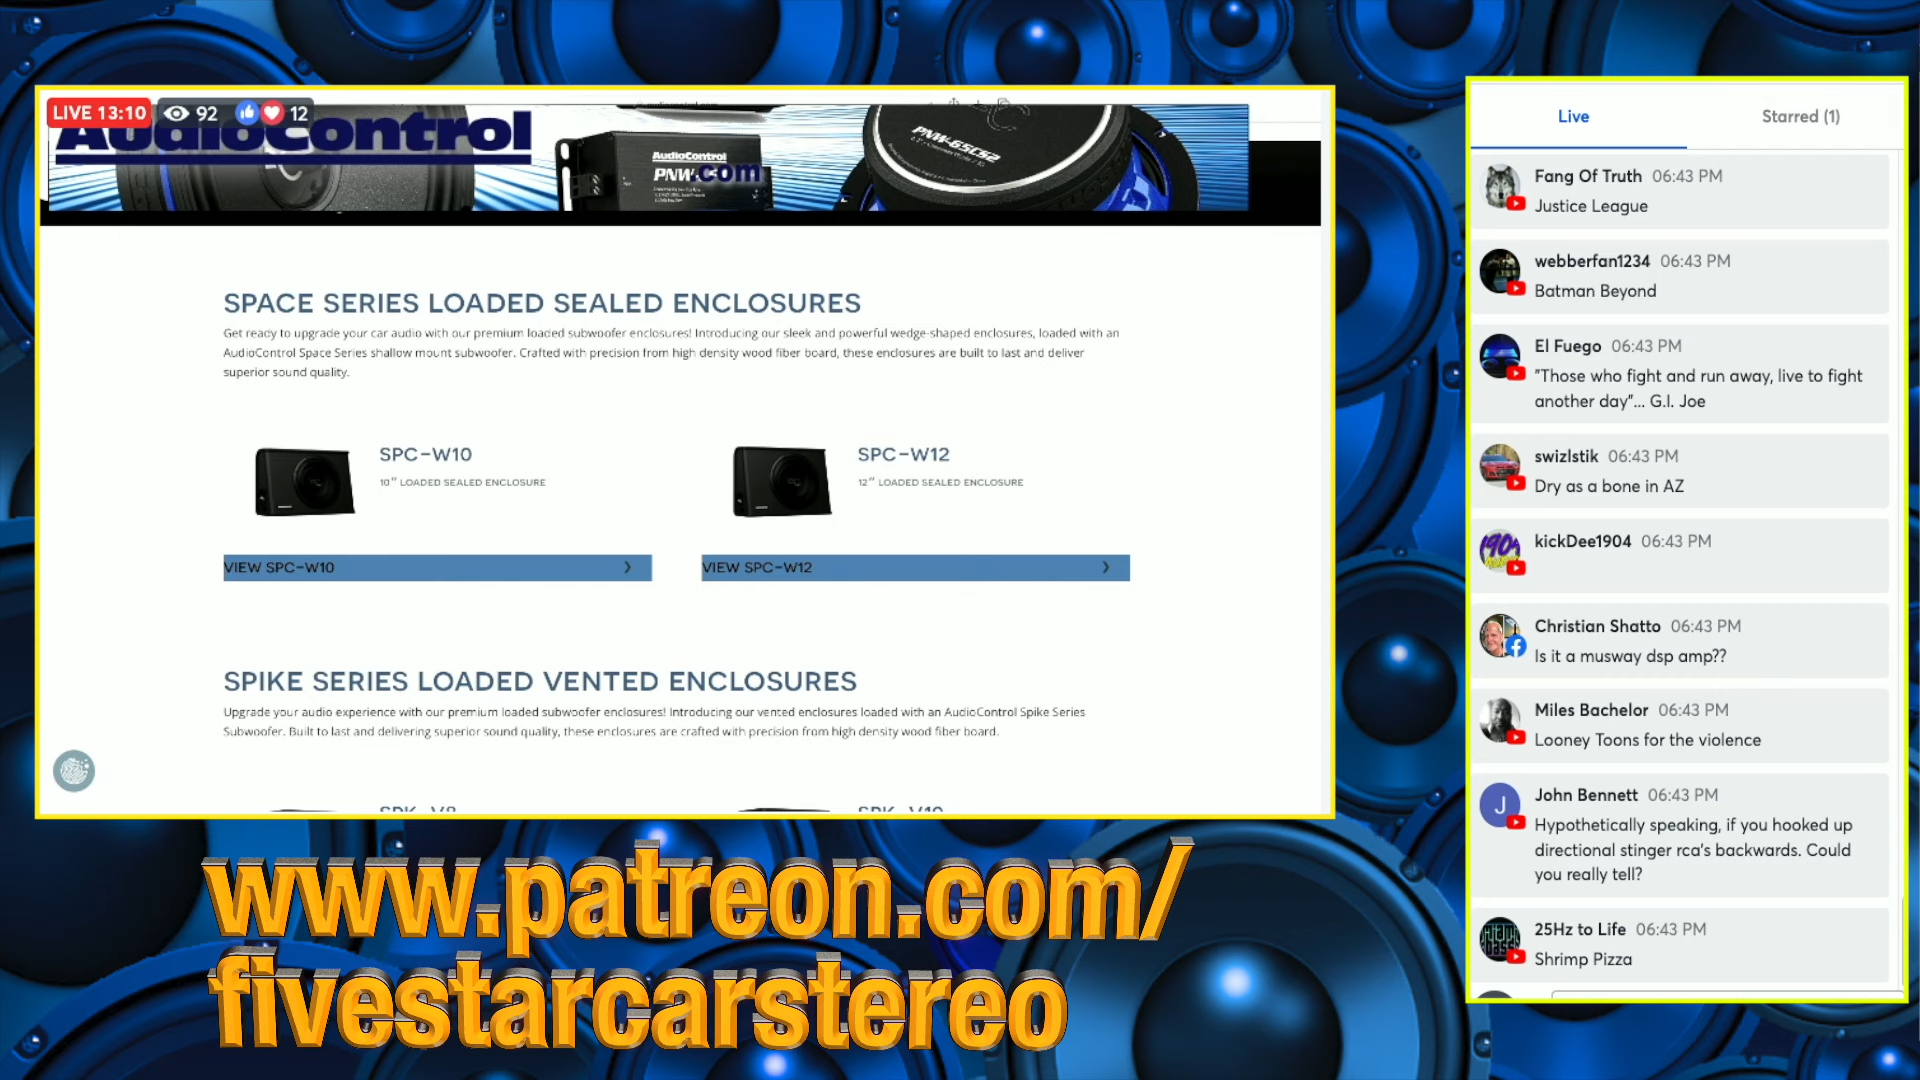 LIVE 13:10 92 12
AudioControl
.com
AudioControl
PNW-65CS2
SPACE SERIES LOADED SEALED ENCLOSURES
Get ready to upgrade your car audio with our premium loaded subwoofer enclosures! Introducing our sleek and powerful wedge-shaped enclosures, loaded with an
AudioControl Space Series shallow mount subwoofer. Crafted with precision from high density wood fiber board, these enclosures are built to last and deliver
superior sound quality.
SPC-W10
10" LOADED SEALED ENCLOSURE
VIEW SPC-W10
SPC-W12
12" LOADED SEALED ENCLOSURE
VIEW SPC-W12
SPIKE SERIES LOADED VENTED ENCLOSURES
Upgrade your audio experience with our premium loaded subwoofer enclosures! Introducing our vented enclosures loaded with an AudioControl Spike Series
Subwoofer. Built to last and delivering superior sound quality, these enclosures are crafted with precision from high density wood fiber board.
www.patreon.com/
fivestarcarstereo
Live Starred (1)
Fang Of Truth 06:43 PM
Justice League
webberfan1234 06:43 PM
Batman Beyond
El Fuego 06:43 PM
"Those who fight and run away, live to fight
another day"... G.I. Joe
swizlstik 06:43 PM
Dry as a bone in AZ
kickDee1904 06:43 PM
Christian Shatto 06:43 PM
Is it a musway dsp amp??
Miles Bachelor 06:43 PM
Looney Toons for the violence
J
John Bennett 06:43 PM
Hypothetically speaking, if you hooked up
directional stinger rca's backwards. Could
you really tell?
25Hz to Life 06:43 PM
Shrimp Pizza